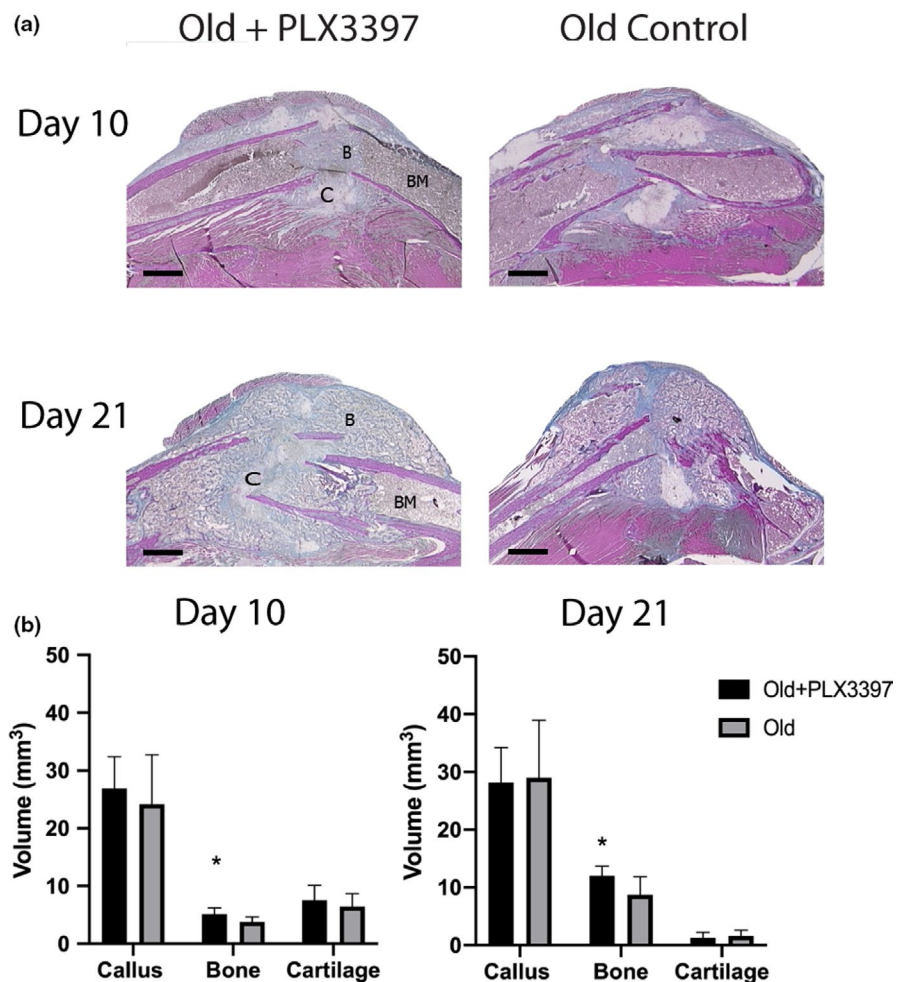 (a)
Old + PLX3397
Old Control
Day 10
B
BM
C
Day 21
B
C
BM
(b)
Day 10
Day 21
50
40
30
20
10
0
Volume (mm³)
*
Callus
Bone
Cartilage
50
40
30
20
10
0
Volume (mm³)
*
Callus
Bone
Cartilage
Old+PLX3397
Old